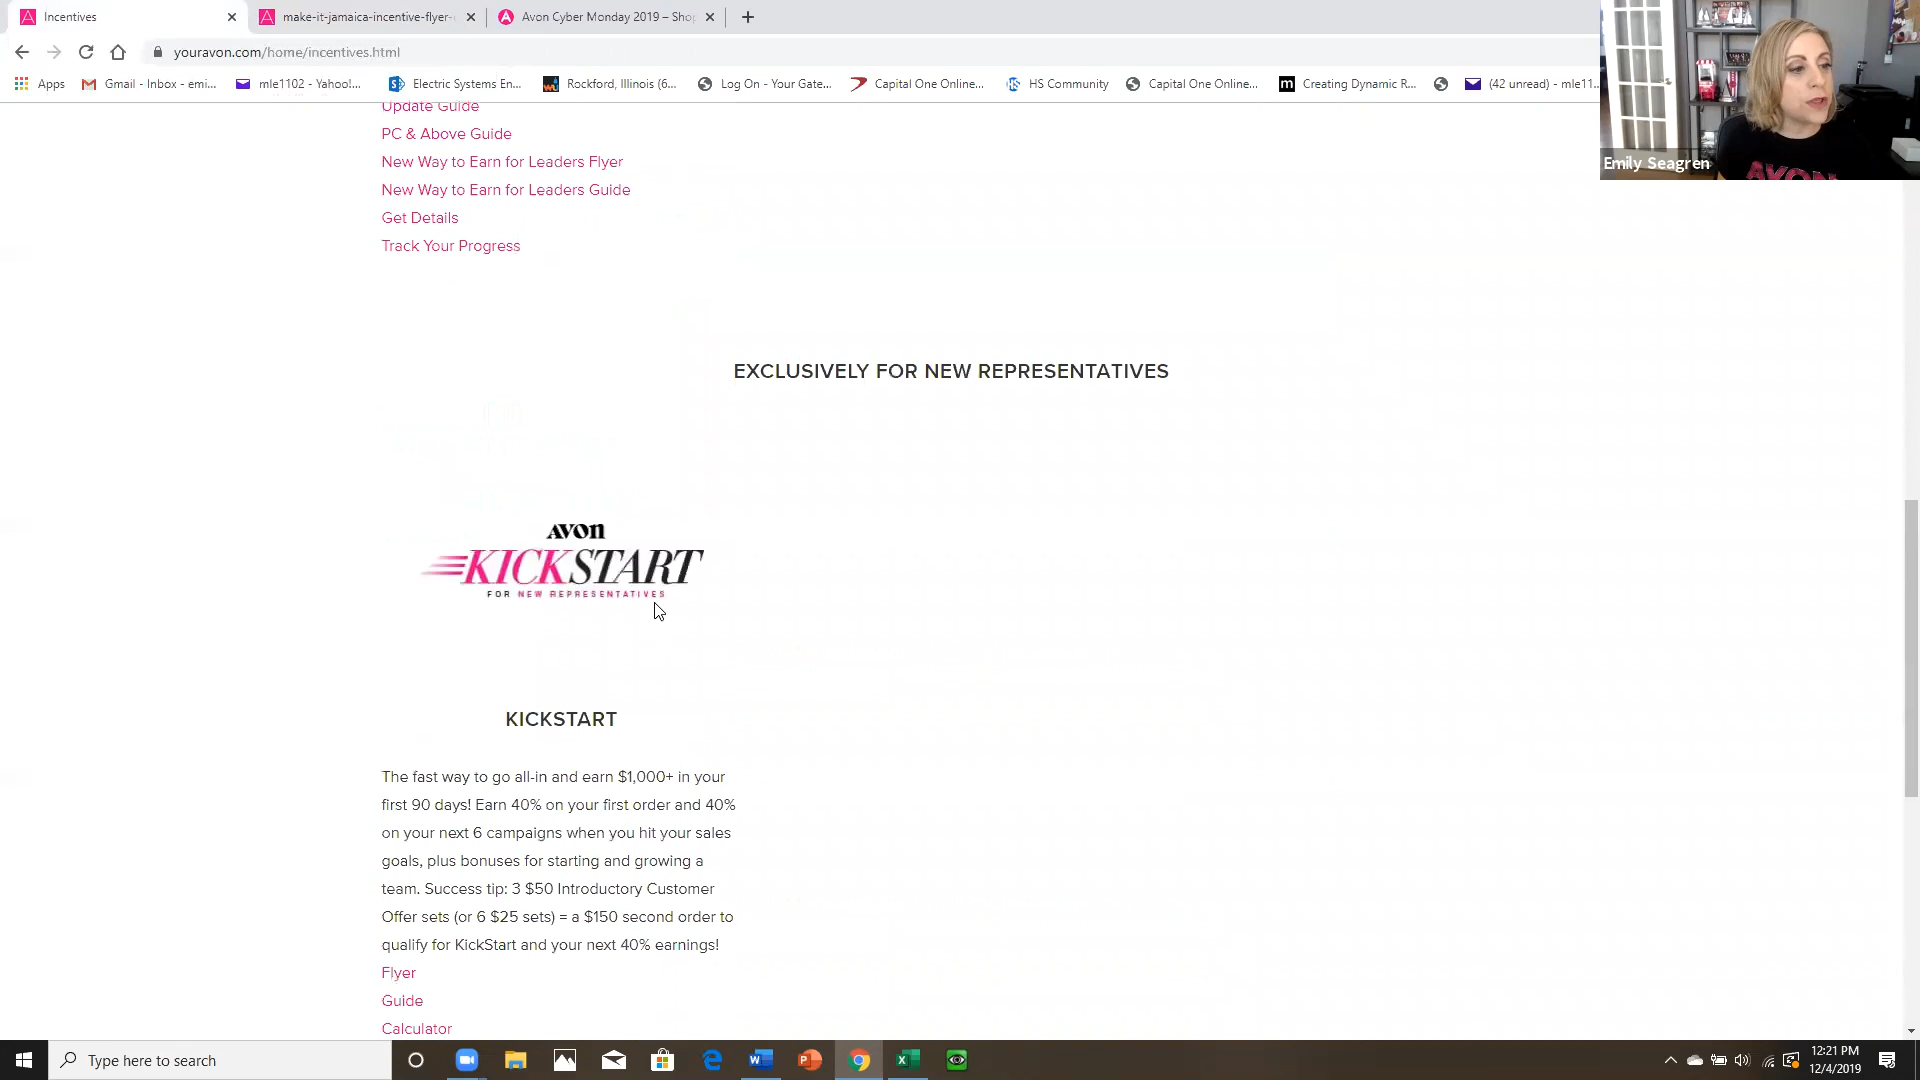 Incentives
make-it-jamaica-incentive-flyer-
Avon Cyber Monday 2019 – Sho
youravon.com/home/incentives.html
Apps
Gmail - Inbox - emi...
mle1102 - Yahoo!...
Electric Systems En...
Rockford, Illinois (6...
Log On - Your Gate...
Capital One Online...
HS Community
Capital One Online...
Creating Dynamic R...
(42 unread) - mle11...
Emily Seagren
AVON
Update Guide
PC & Above Guide
New Way to Earn for Leaders Flyer
New Way to Earn for Leaders Guide
Get Details
Track Your Progress
EXCLUSIVELY FOR NEW REPRESENTATIVES
AVON
KICKSTART
FOR NEW REPRESENTATIVES
KICKSTART
The fast way to go all-in and earn $1,000+ in your
first 90 days! Earn 40% on your first order and 40%
on your next 6 campaigns when you hit your sales
goals, plus bonuses for starting and growing a
team. Success tip: 3 $50 Introductory Customer
Offer sets (or 6 $25 sets) = a $150 second order to
qualify for KickStart and your next 40% earnings!
Flyer
Guide
Calculator
Type here to search
12:21 PM
12/4/2019